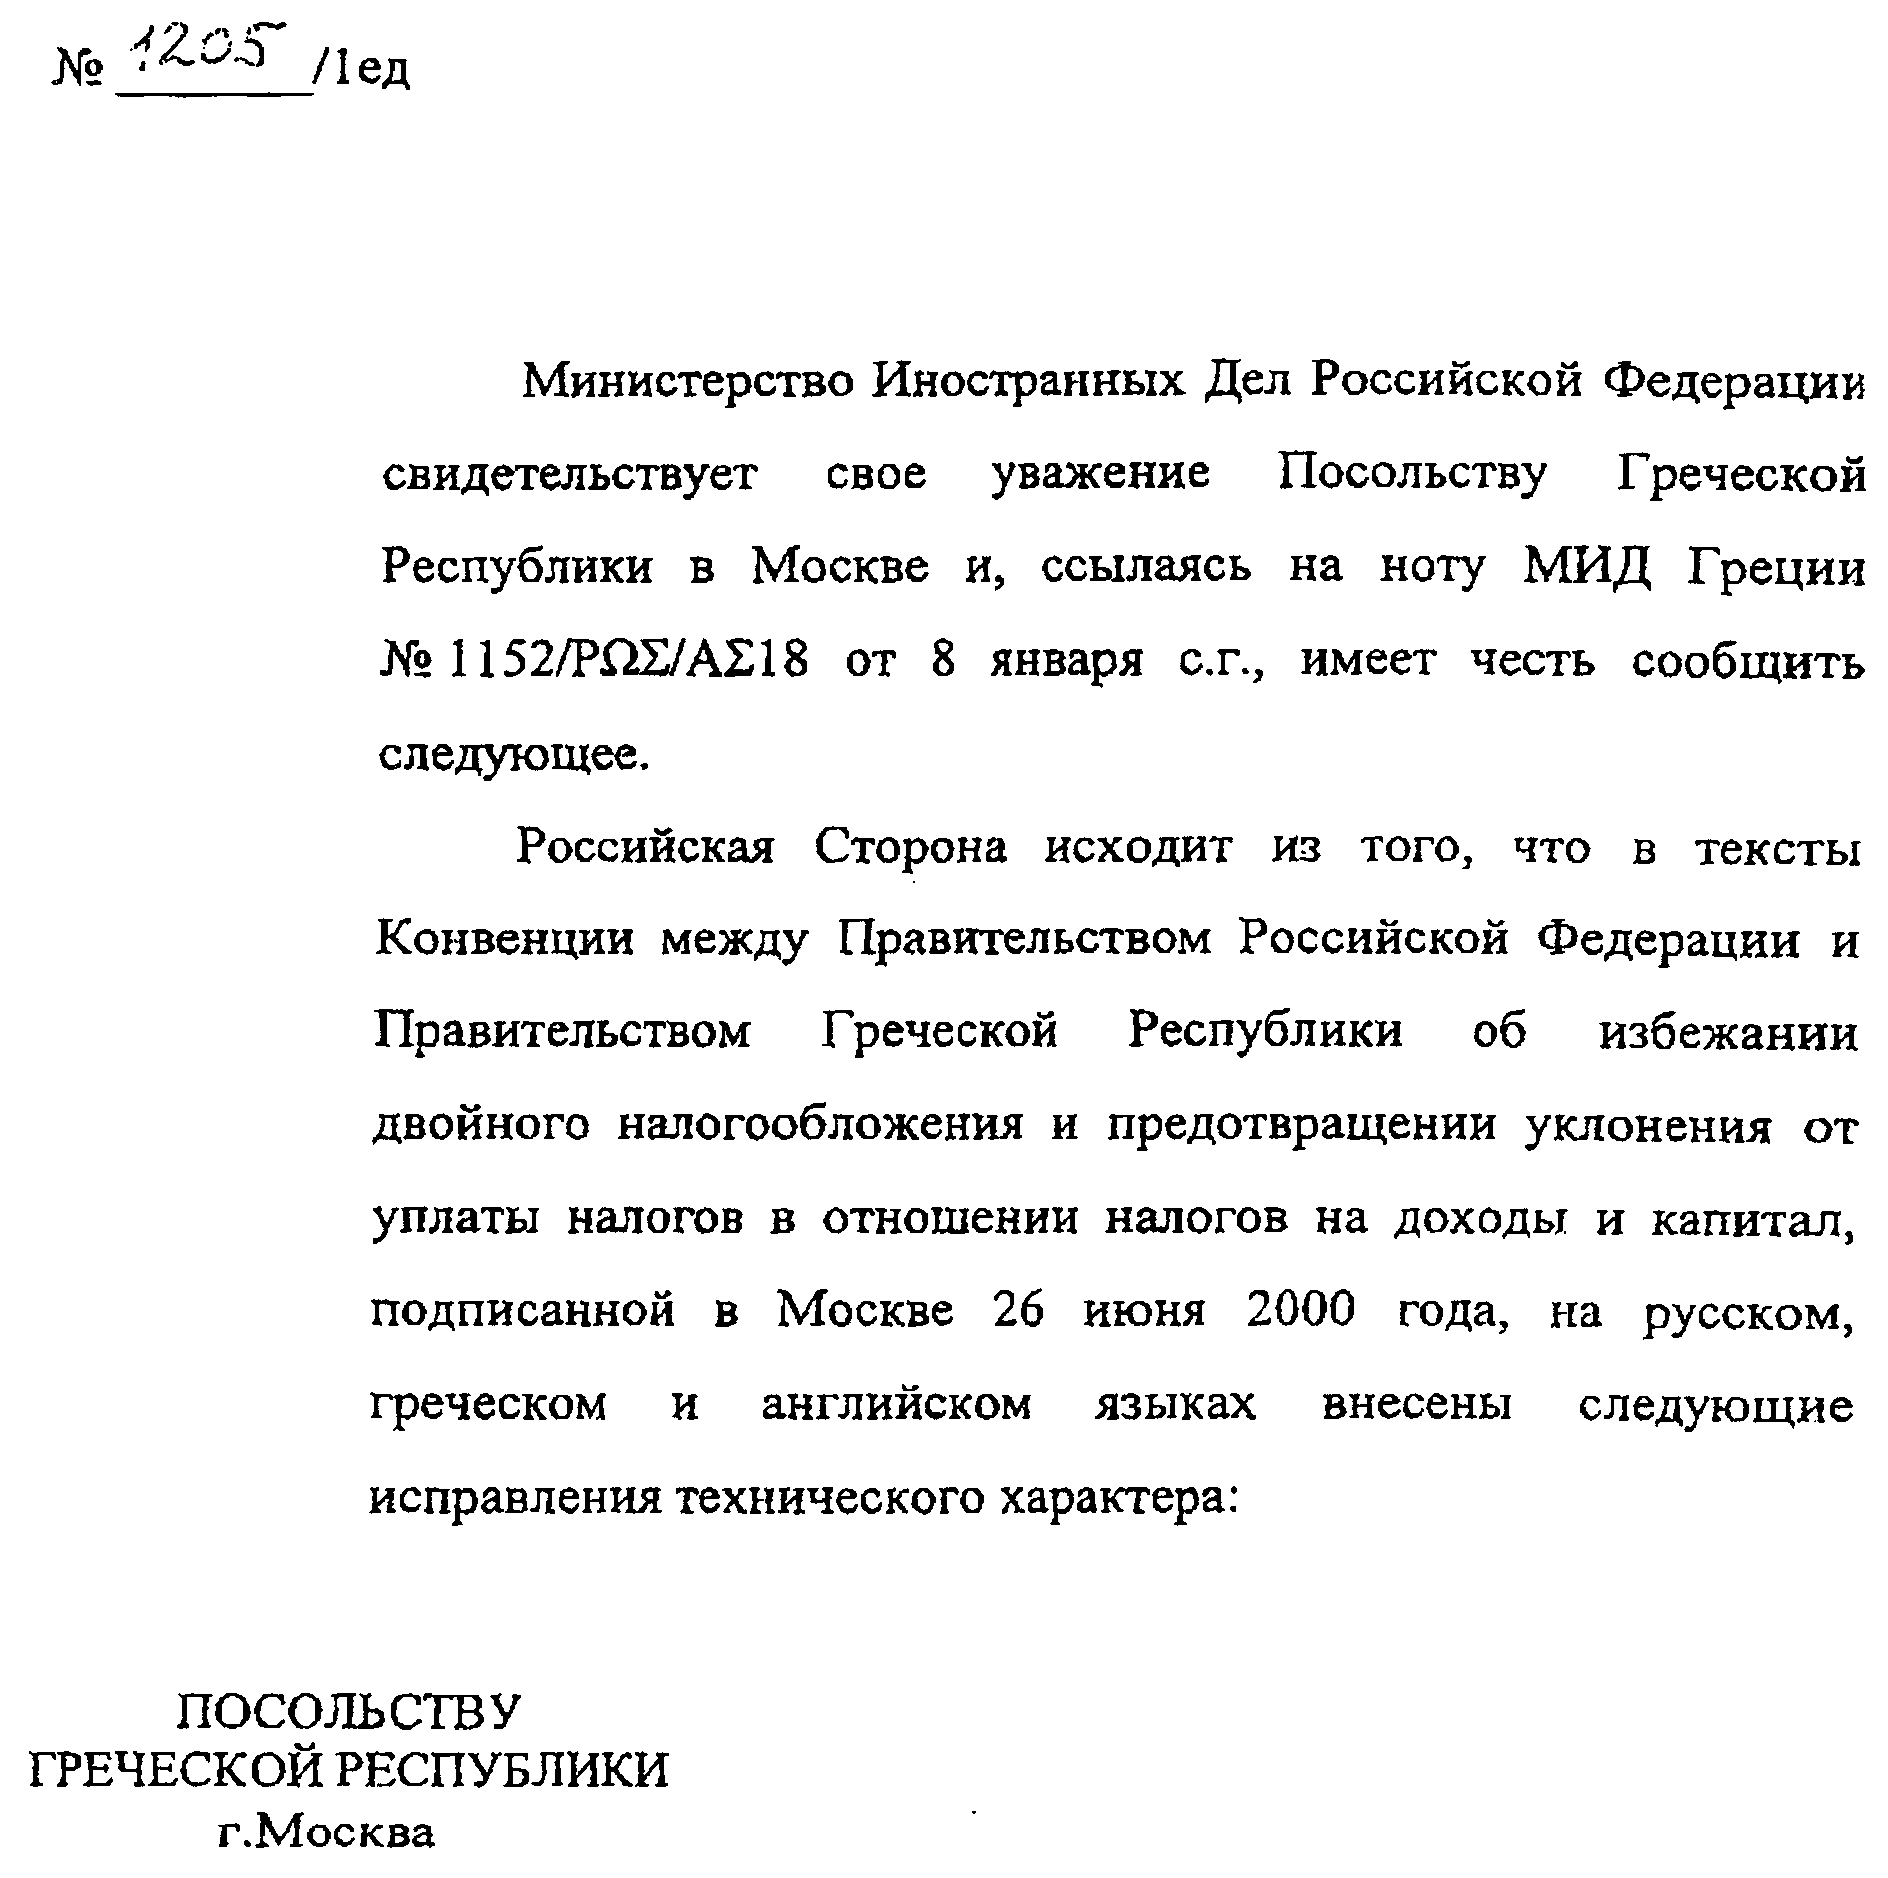 № 1205 /1ед
Министерство Иностранных Дел Российской Федерации
свидетельствует свое уважение Посольству Греческой
Республики в Москве и, ссылаясь на ноту МИД Греции
№ 1152/ΡΩΣ/ΑΣ18 от 8 января с.г., имеет честь сообщить
следующее.
Российская Сторона исходит из того, что в тексты
Конвенции между Правительством Российской Федерации и
Правительством Греческой Республики об избежании
двойного налогообложения и предотвращении уклонения от
уплаты налогов в отношении налогов на доходы и капитал,
подписанной в Москве 26 июня 2000 года, на русском,
греческом и английском языках внесены следующие
исправления технического характера:
ПОСОЛЬСТВУ
ГРЕЧЕСКОЙ РЕСПУБЛИКИ
г.Москва